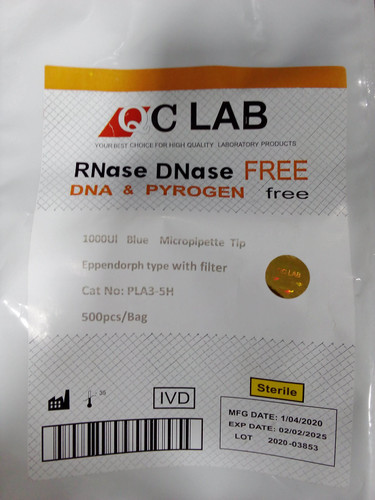 QC LAB
YOUR BEST CHOICE FOR HIGH QUALITY LABORATORY PRODUCTS
RNase DNase FREE
DNA & PYROGEN free
1000Ul Blue Micropipette Tip
Eppendorph type with filter
Cat No: PLA3-5H
500pcs/Bag
QC LAB
Sterile
IVD
MFG DATE: 1/04/2020
EXP DATE: 02/02/2025
LOT 2020-03853